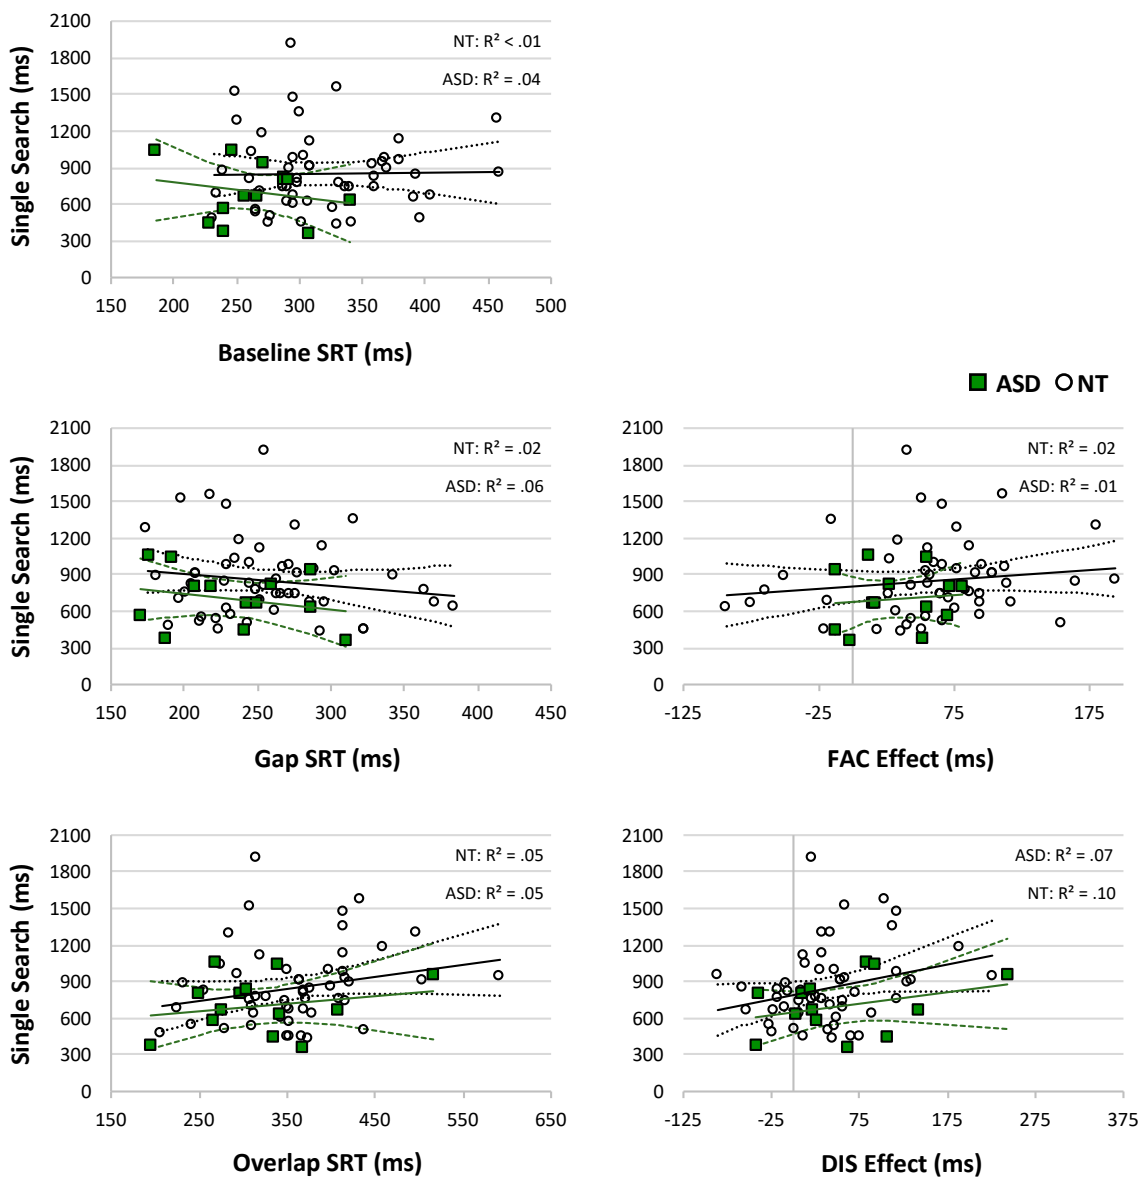 2100
1800
1500
1200
900
600
300
0
Single Search (ms)
NT: R² < .01
ASD: R² = .04
150 200 250 300 350 400 450 500
Baseline SRT (ms)
ASD NT
2100
1800
1500
1200
900
600
300
0
Single Search (ms)
NT: R² = .02
ASD: R² = .06
150 200 250 300 350 400 450
Gap SRT (ms)
2100
1800
1500
1200
900
600
300
0
NT: R² = .02
ASD: R² = .01
-125 -25 75 175
FAC Effect (ms)
2100
1800
1500
1200
900
600
300
0
Single Search (ms)
NT: R² = .05
ASD: R² = .05
150 250 350 450 550 650
Overlap SRT (ms)
2100
1800
1500
1200
900
600
300
0
ASD: R² = .07
NT: R² = .10
-125 -25 75 175 275 375
DIS Effect (ms)